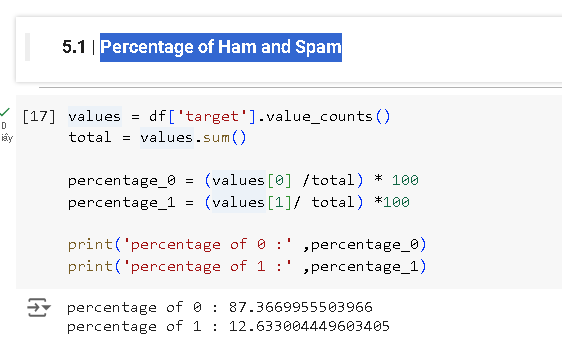 5.1 | Percentage of Ham and Spam
[17] values = df['target'].value_counts()
total = values.sum()
percentage_0 = (values[0] /total) * 100
percentage_1 = (values[1]/ total) *100
print('percentage of 0 :' ,percentage_0)
print('percentage of 1 :' ,percentage_1)
0
giây
percentage of 0 : 87.3669955503966
percentage of 1 : 12.633004449603405